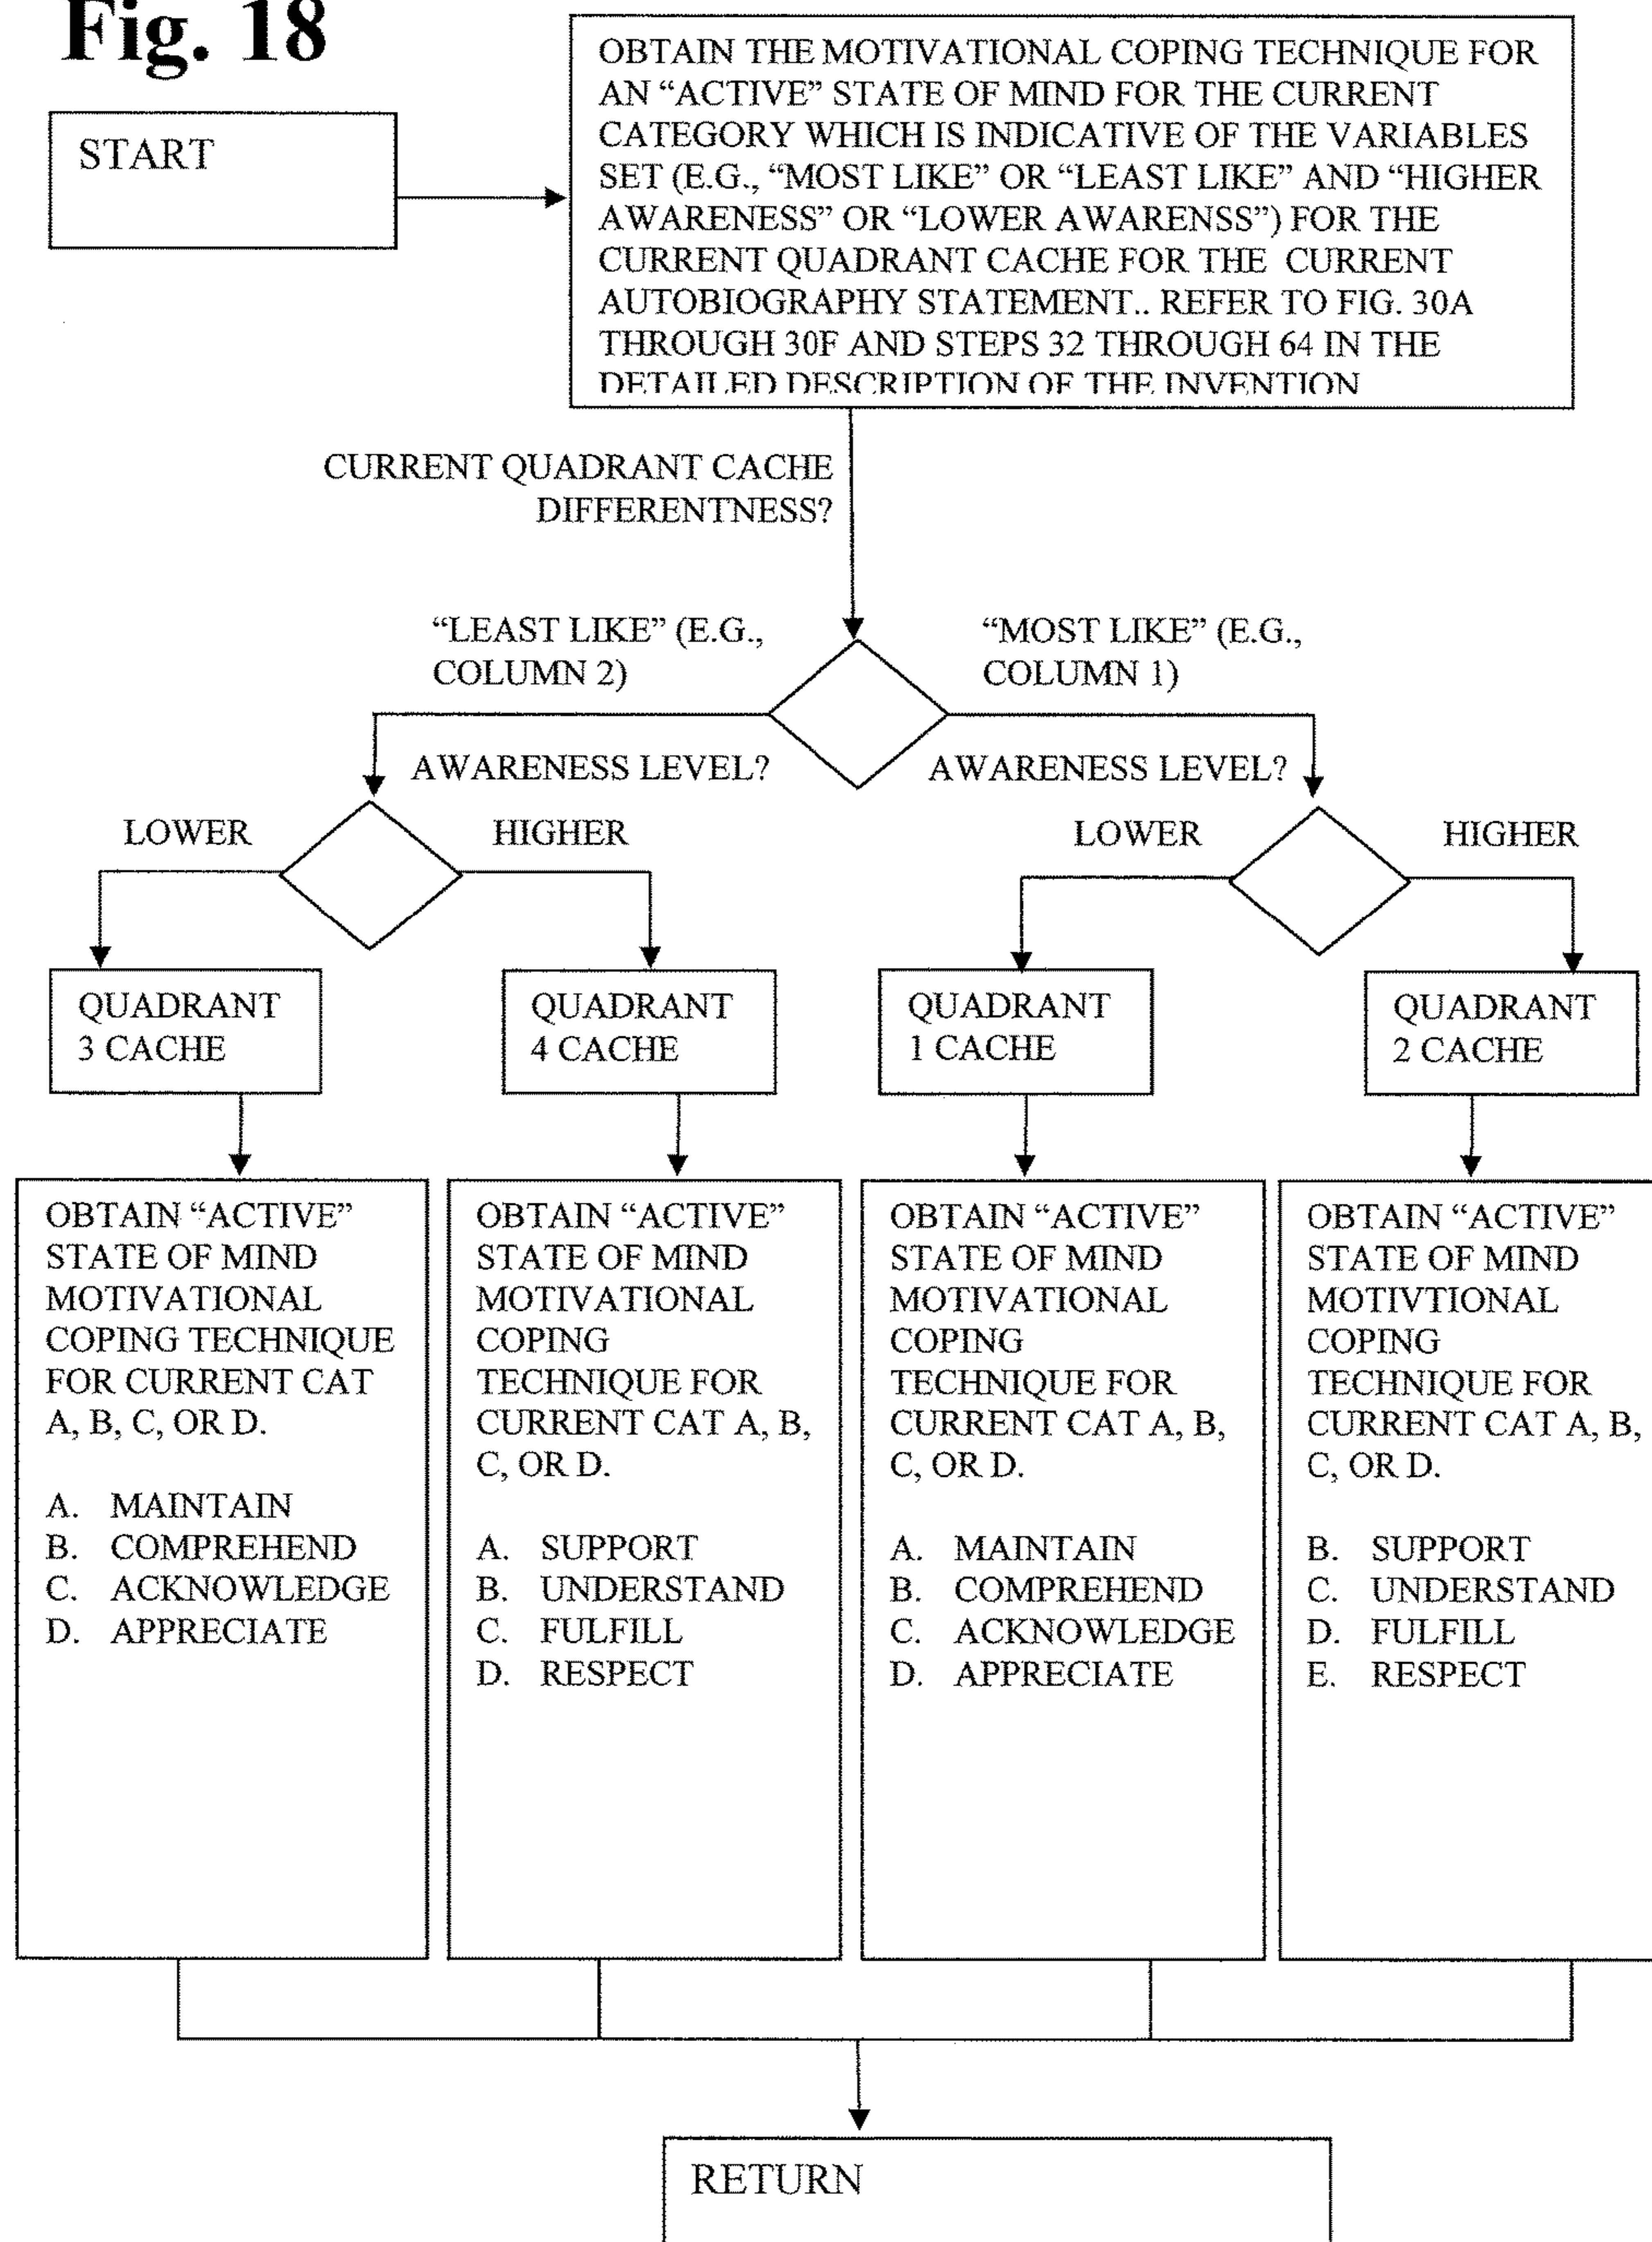 Fig. 18
START
OBTAIN THE MOTIVATIONAL COPING TECHNIQUE FOR
AN “ACTIVE” STATE OF MIND FOR THE CURRENT
CATEGORY WHICH IS INDICATIVE OF THE VARIABLES
SET (E.G., “MOST LIKE” OR “LEAST LIKE” AND “HIGHER
AWARENESS” OR “LOWER AWARENSS”) FOR THE
CURRENT QUADRANT CACHE FOR THE CURRENT
AUTOBIOGRAPHY STATEMENT.. REFER TO FIG. 30A
THROUGH 30F AND STEPS 32 THROUGH 64 IN THE
DETAILED DESCRIPTION OF THE INVENTION
CURRENT QUADRANT CACHE
DIFFERENTNESS?
“LEAST LIKE” (E.G.,
COLUMN 2)
“MOST LIKE” (E.G.,
COLUMN 1)
AWARENESS LEVEL?
AWARENESS LEVEL?
LOWER
HIGHER
LOWER
HIGHER
QUADRANT
3 CACHE
QUADRANT
4 CACHE
QUADRANT
1 CACHE
QUADRANT
2 CACHE
OBTAIN “ACTIVE”
STATE OF MIND
MOTIVATIONAL
COPING TECHNIQUE
FOR CURRENT CAT
A, B, C, OR D.
A. MAINTAIN
B. COMPREHEND
C. ACKNOWLEDGE
D. APPRECIATE
OBTAIN “ACTIVE”
STATE OF MIND
MOTIVATIONAL
COPING
TECHNIQUE FOR
CURRENT CAT A, B,
C, OR D.
A. SUPPORT
B. UNDERSTAND
C. FULFILL
D. RESPECT
OBTAIN “ACTIVE”
STATE OF MIND
MOTIVATIONAL
COPING
TECHNIQUE FOR
CURRENT CAT A, B,
C, OR D.
A. MAINTAIN
B. COMPREHEND
C. ACKNOWLEDGE
D. APPRECIATE
OBTAIN “ACTIVE”
STATE OF MIND
MOTIVTIONAL
COPING
TECHNIQUE FOR
CURRENT CAT A, B,
C, OR D.
B. SUPPORT
C. UNDERSTAND
D. FULFILL
E. RESPECT
RETURN